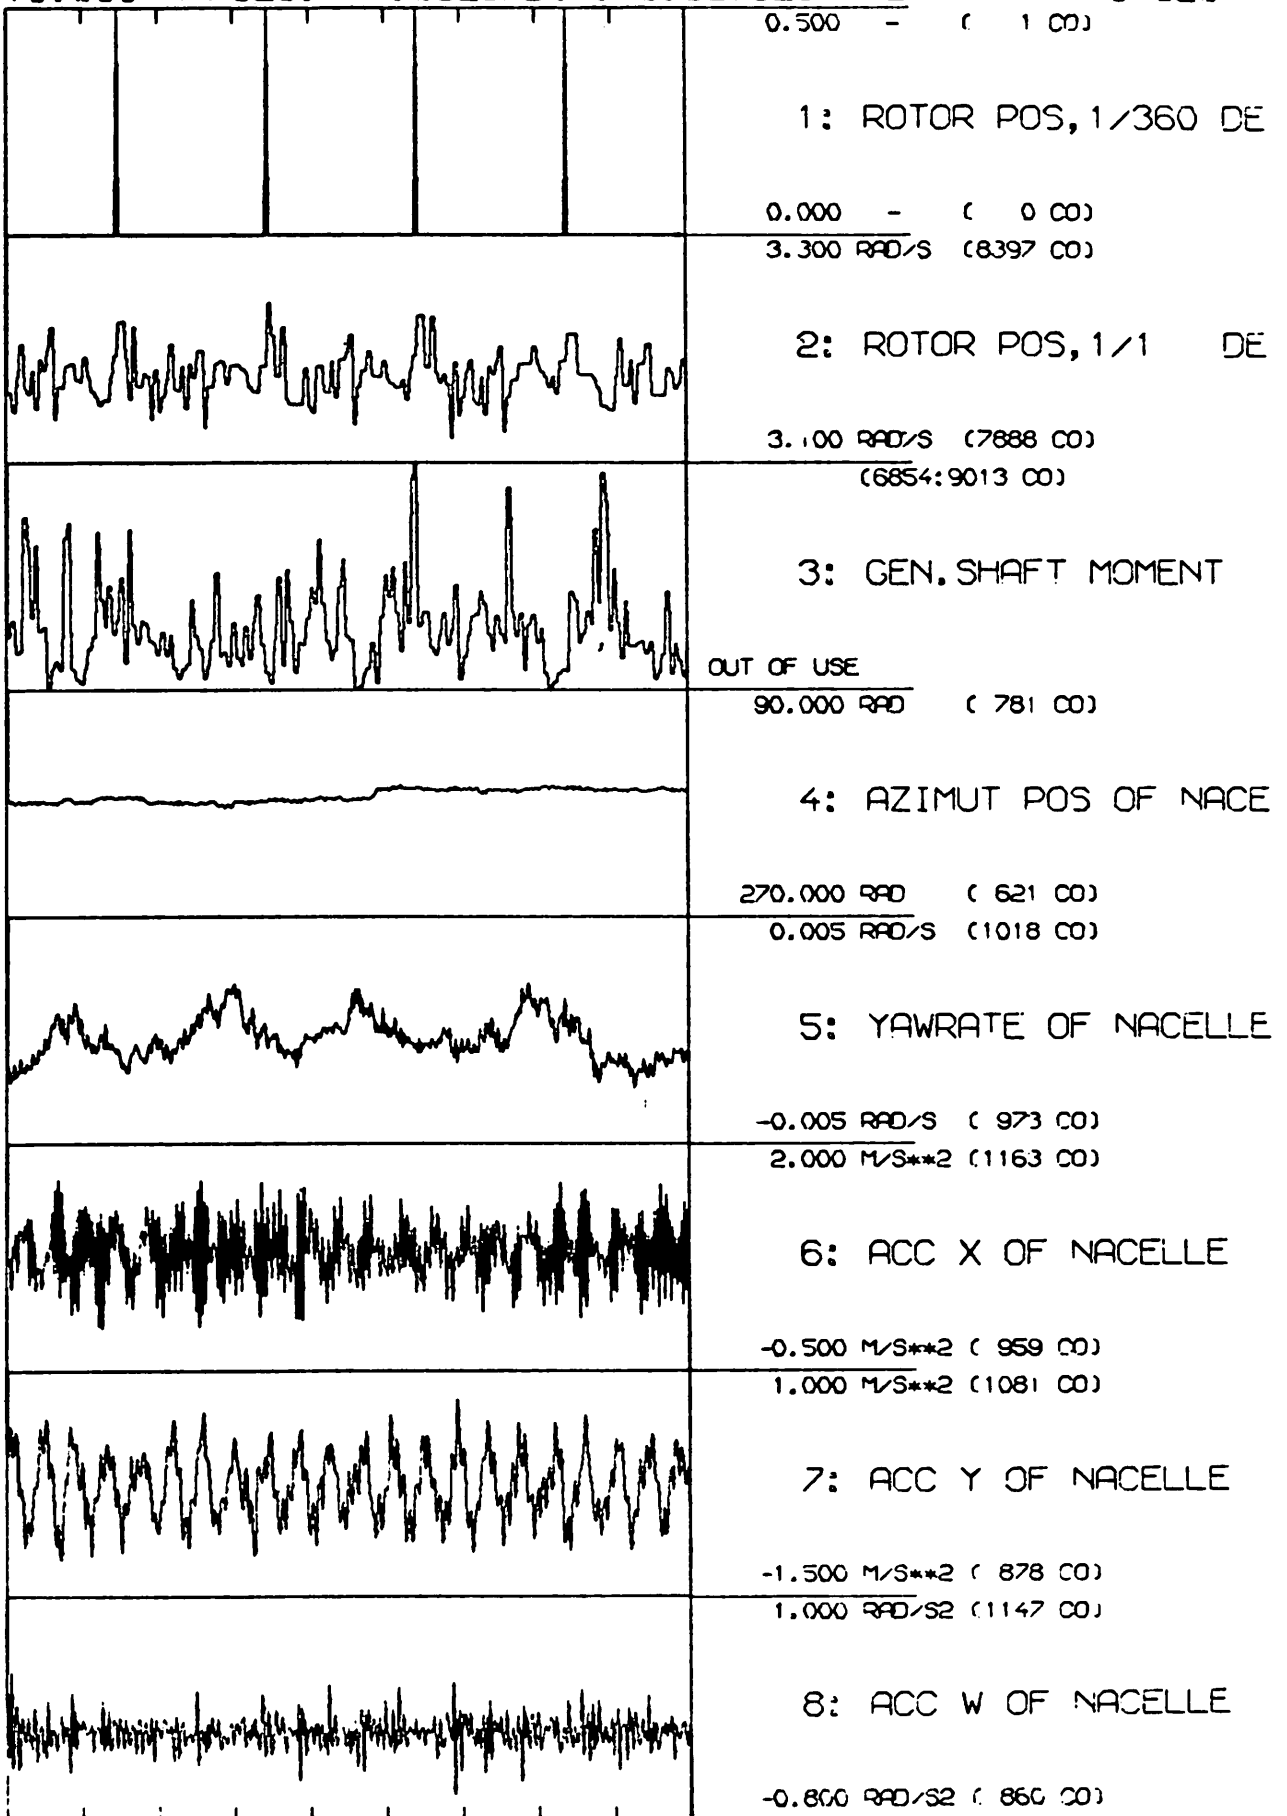 0.500 - ( 1 CO)
1: ROTOR POS,1/360 DE
0.000 - ( 0 CO)
3.300 RAD/S (8397 CO)
2: ROTOR POS,1/1 DE
3.100 RAD/S (7888 CO)
(6854:9013 CO)
3: GEN.SHAFT MOMENT
OUT OF USE
90.000 RAD ( 781 CO)
4: AZIMUT POS OF NACE
270.000 RAD ( 621 CO)
0.005 RAD/S (1018 CO)
5: YAWRATE OF NACELLE
-0.005 RAD/S ( 973 CO)
2.000 M/S**2 (1163 CO)
6: ACC X OF NACELLE
-0.500 M/S**2 ( 959 CO)
1.000 M/S**2 (1081 CO)
7: ACC Y OF NACELLE
-1.500 M/S**2 ( 878 CO)
1.000 RAD/S2 (1147 CO)
8: ACC W OF NACELLE
-0.800 RAD/S2 ( 860 CO)